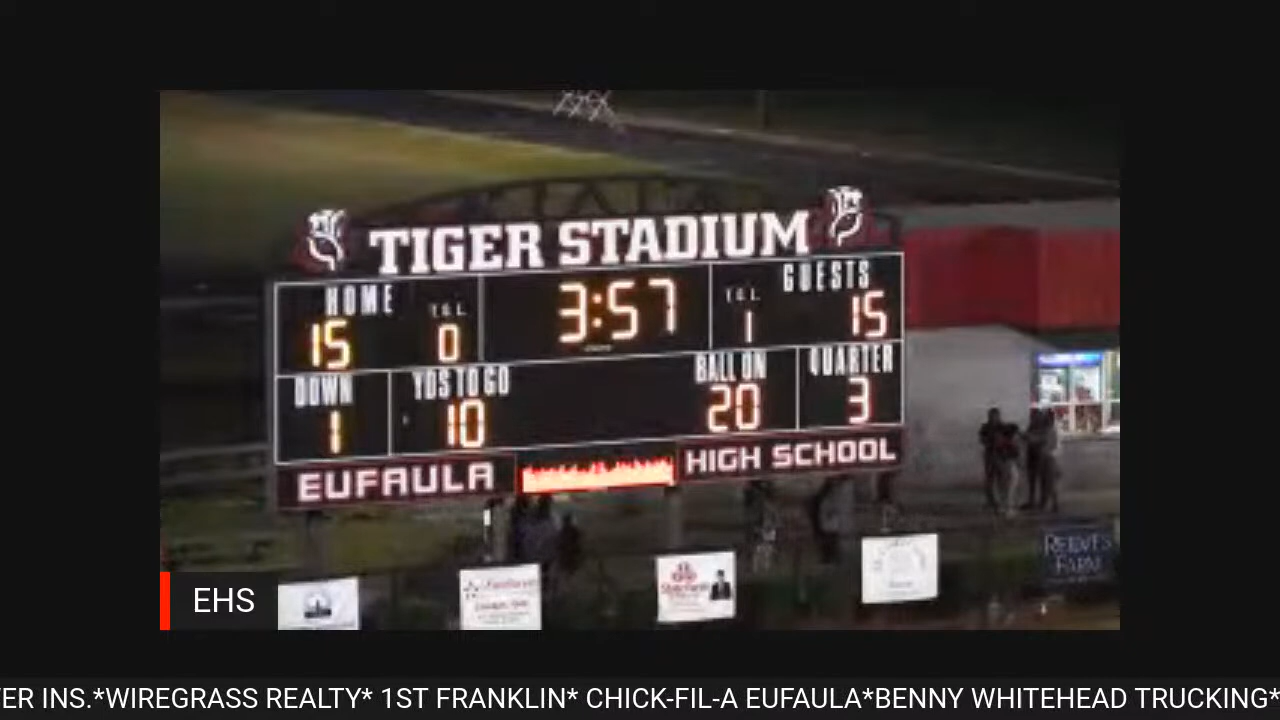 TIGER STADIUM
HOME T.O.L. 3:57 T.O.L. GUESTS
15 0 1 15
DOWN YDS TO GO BALL ON QUARTER
1 10 20 3
EUFAULA HIGH SCHOOL
State Farm
REEVES
FARM
EHS
ER INS.*WIREGRASS REALTY* 1ST FRANKLIN* CHICK-FIL-A EUFAULA*BENNY WHITEHEAD TRUCKING*